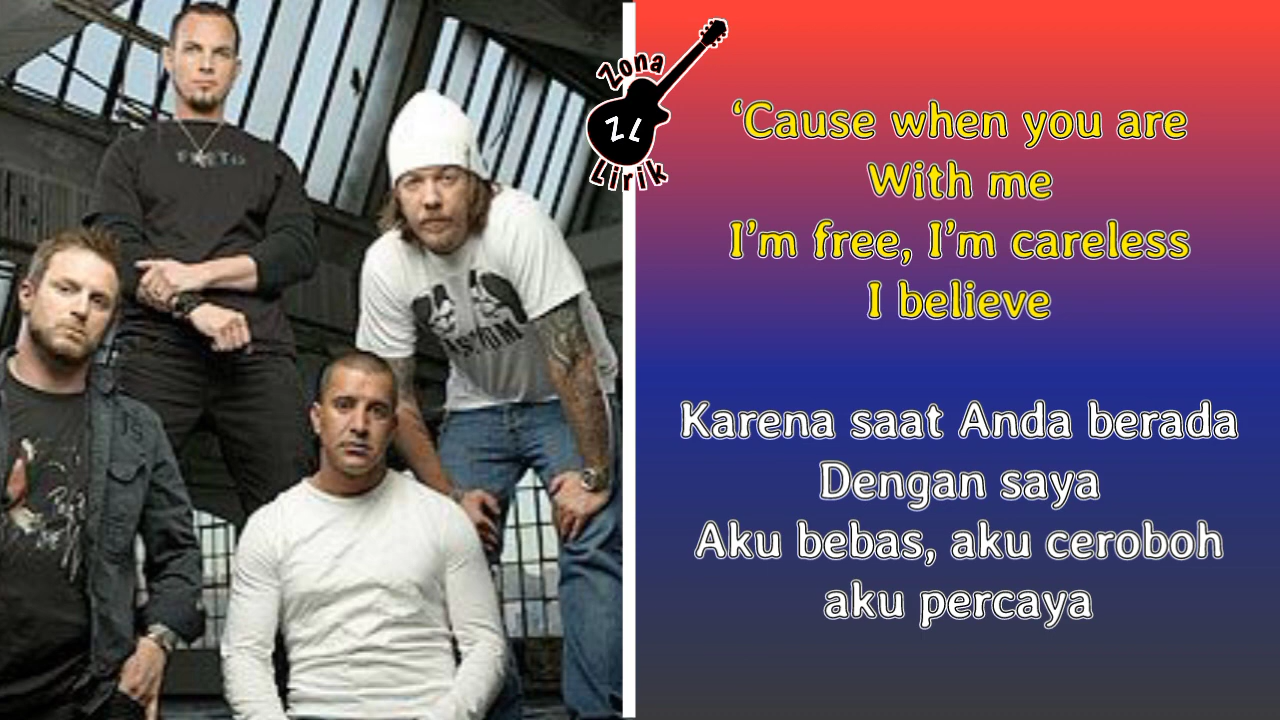 Zona
ZL
Lirik
‘Cause when you are
With me
I’m free, I’m careless
I believe
Karena saat Anda berada
Dengan saya
Aku bebas, aku ceroboh
aku percaya